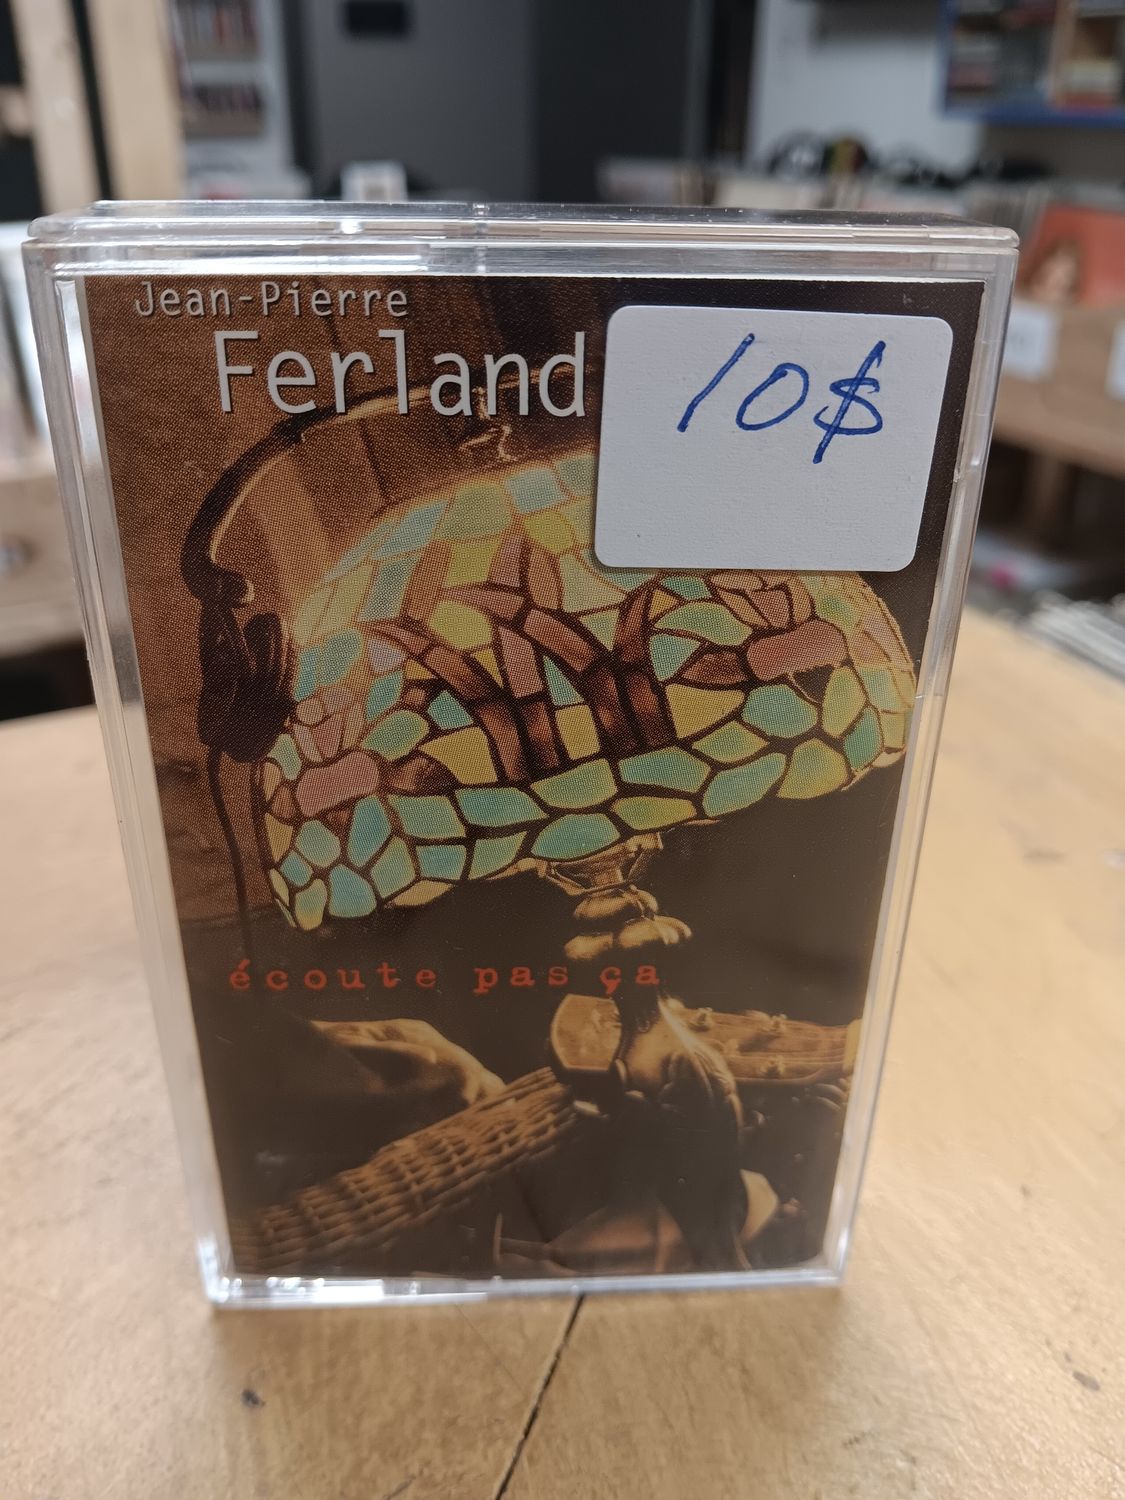 Jean-Pierre
Ferland
10$
écoute pas ça